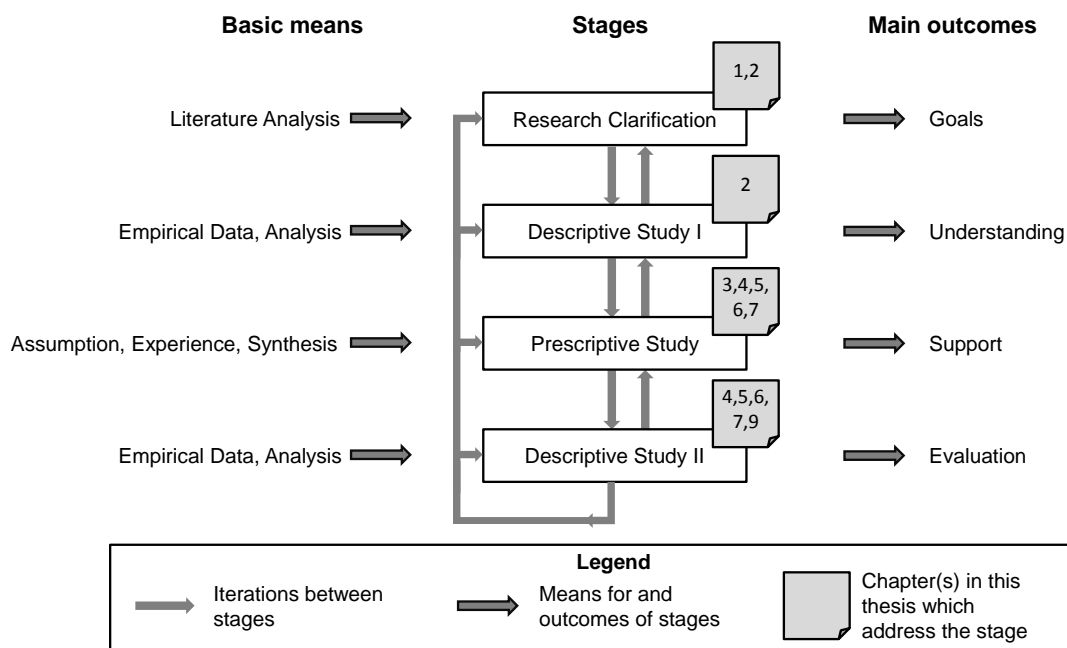 Basic means
Stages
Main outcomes
1,2
Literature Analysis
Research Clarification
Goals
2
Empirical Data, Analysis
Descriptive Study I
Understanding
3,4,5,
6,7
Assumption, Experience, Synthesis
Prescriptive Study
Support
4,5,6,
7,9
Empirical Data, Analysis
Descriptive Study II
Evaluation
Legend
Iterations between
stages
Means for and
outcomes of stages
Chapter(s) in this
thesis which
address the stage